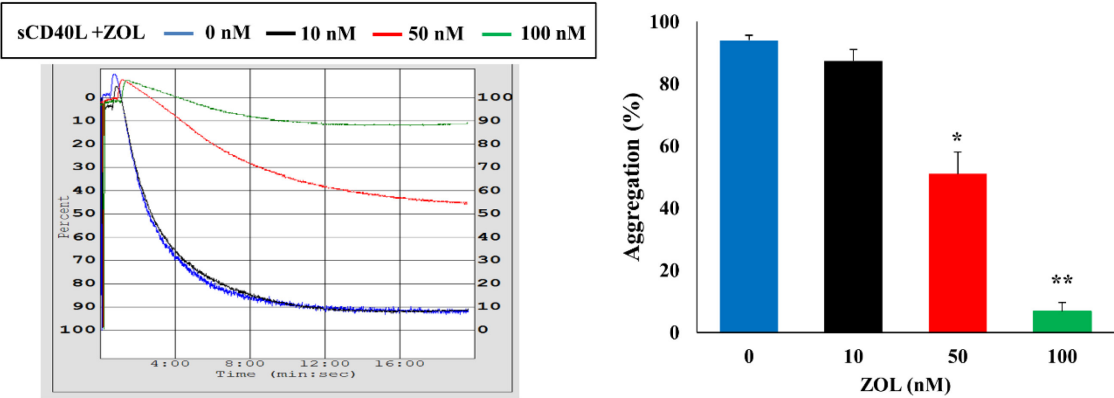 sCD40L +ZOL 0 nM 10 nM 50 nM 100 nM
0 100
10 90
20 80
30 70
40 60
50 50
60 40
70 30
80 20
90 10
100 0
Percent
4:00 8:00 12:00 16:00
Time (min:sec)
100
80
60
40
20
0
Aggregation (%)
*
**
0 10 50 100
ZOL (nM)